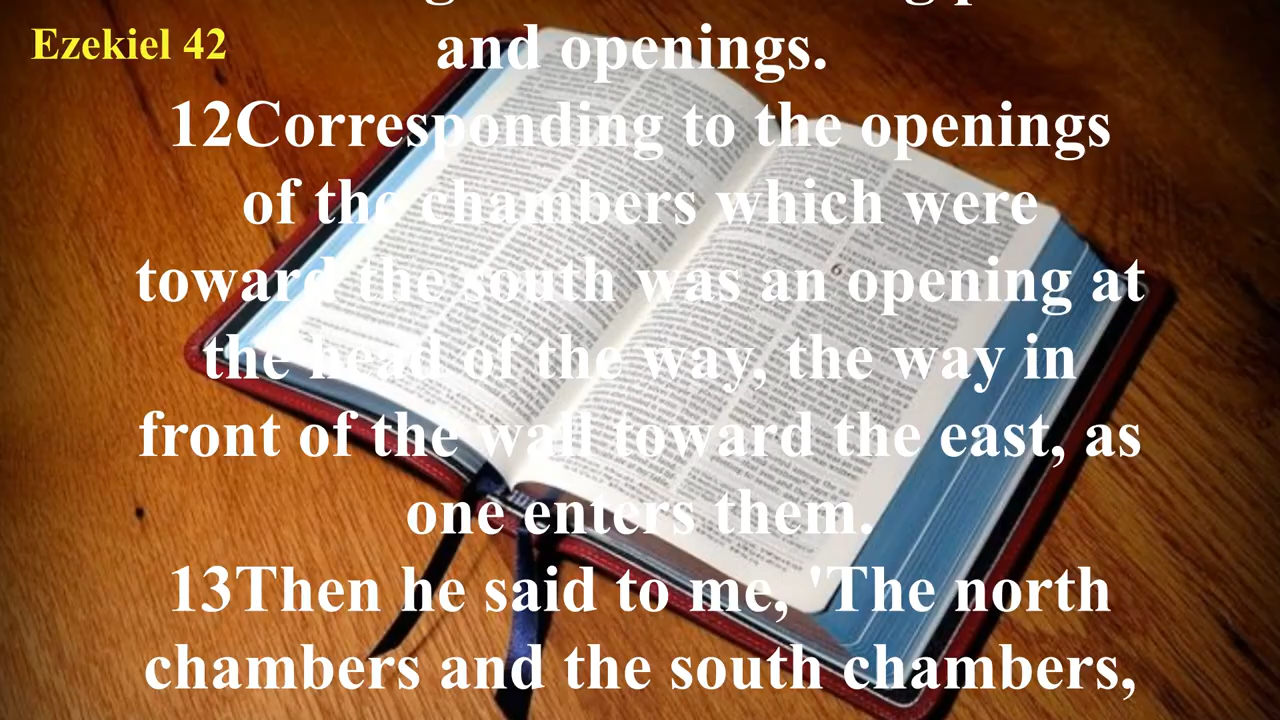 Ezekiel 42
and openings.
12Corresponding to the openings
of the chambers which were
toward the south was an opening at
the head of the way, the way in
front of the wall toward the east, as
one enters them.
13Then he said to me, 'The north
chambers and the south chambers,